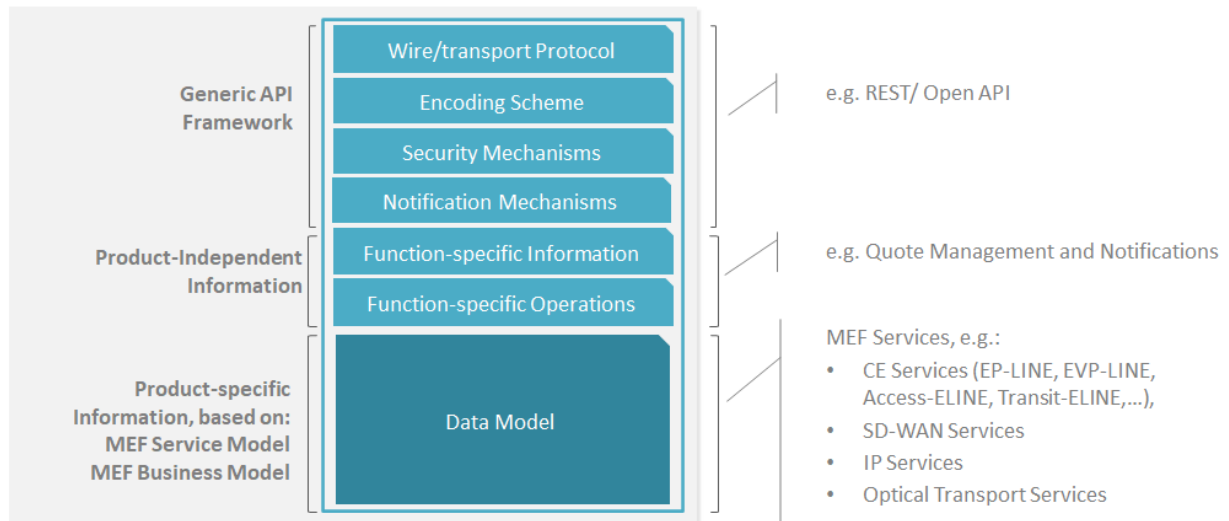 Generic API
Framework
Wire/transport Protocol
Encoding Scheme
Security Mechanisms
Notification Mechanisms
e.g. REST/ Open API
Product-Independent
Information
Function-specific Information
Function-specific Operations
e.g. Quote Management and Notifications
Product-specific
Information, based on:
MEF Service Model
MEF Business Model
Data Model
MEF Services, e.g.:
• CE Services (EP-LINE, EVP-LINE,
Access-ELINE, Transit-ELINE,...),
• SD-WAN Services
• IP Services
• Optical Transport Services